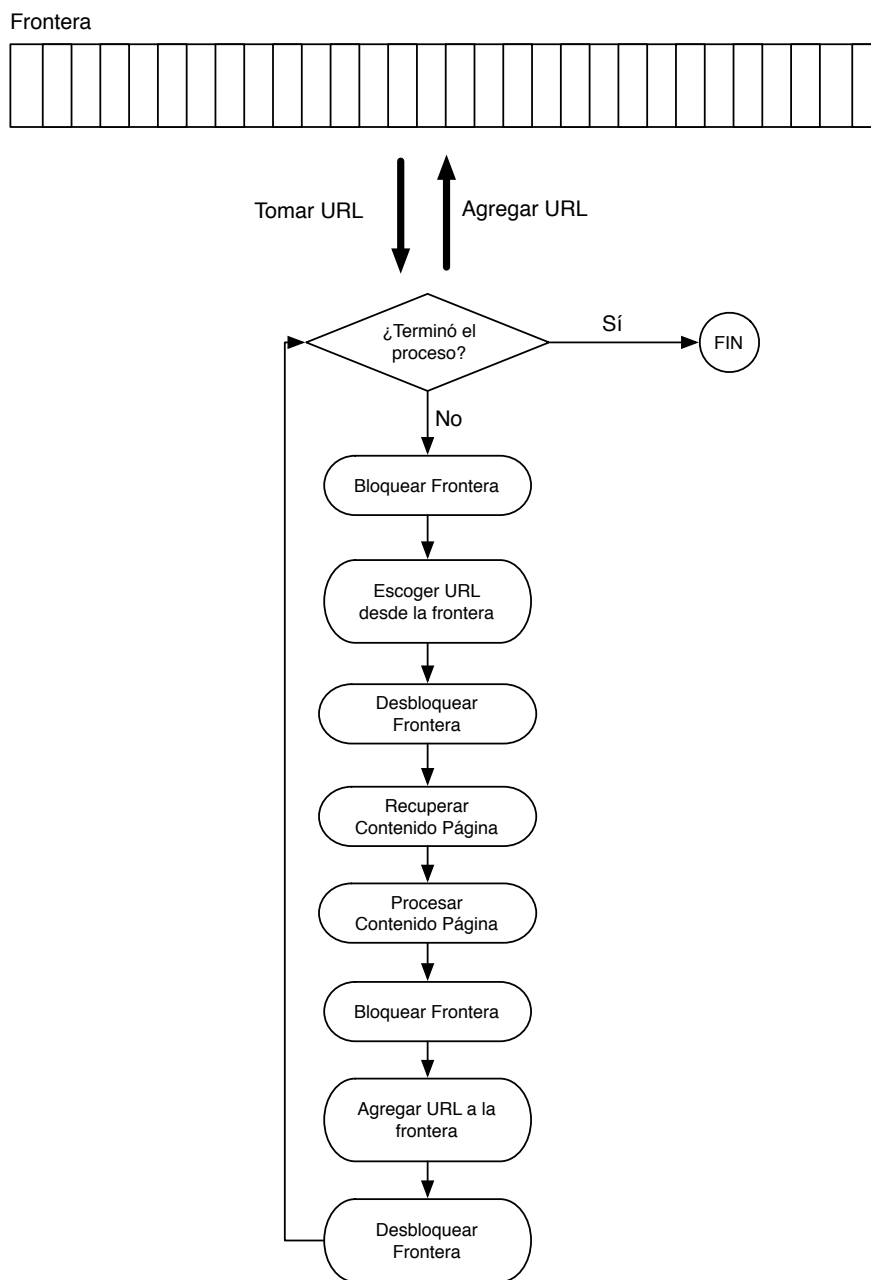 Frontera
Tomar URL
Agregar URL
¿Terminó el
proceso?
Sí
FIN
No
Bloquear Frontera
Escoger URL
desde la frontera
Desbloquear
Frontera
Recuperar
Contenido Página
Procesar
Contenido Página
Bloquear Frontera
Agregar URL a la
frontera
Desbloquear
Frontera